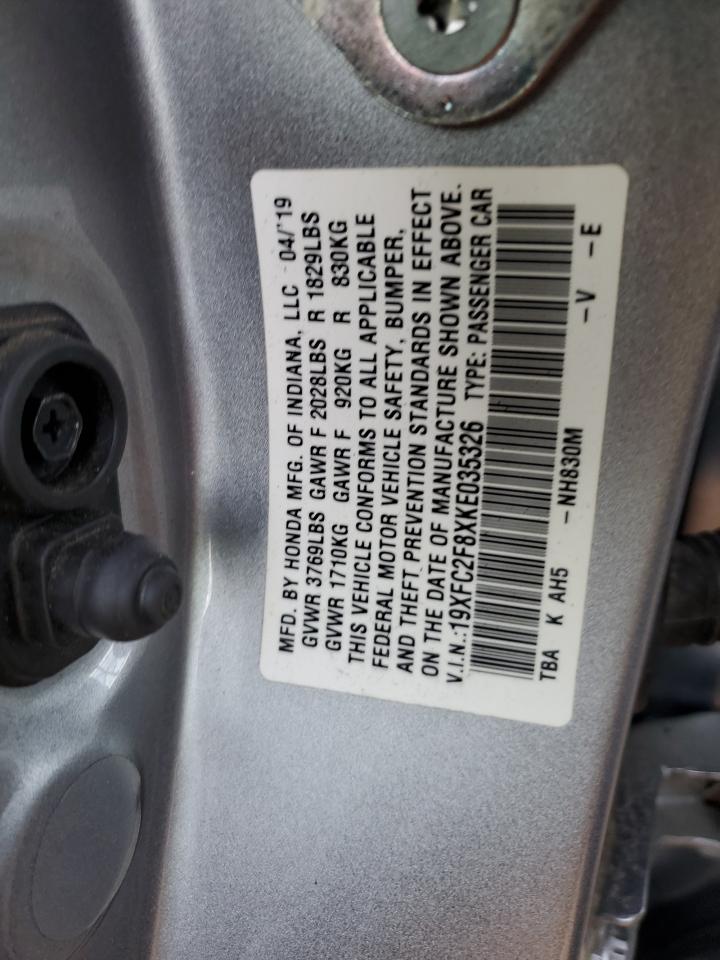 MFD. BY HONDA MFG. OF INDIANA, LLC 04/'19
GVWR 3769LBS GAWR F 2028LBS R 1829LBS
GVWR 1710KG GAWR F 920KG R 830KG
THIS VEHICLE CONFORMS TO ALL APPLICABLE
FEDERAL MOTOR VEHICLE SAFETY, BUMPER,
AND THEFT PREVENTION STANDARDS IN EFFECT
ON THE DATE OF MANUFACTURE SHOWN ABOVE.
V.I.N.:19XFC2F8XKE035326 TYPE: PASSENGER CAR
TBA K AH5 -NH830M -V -E